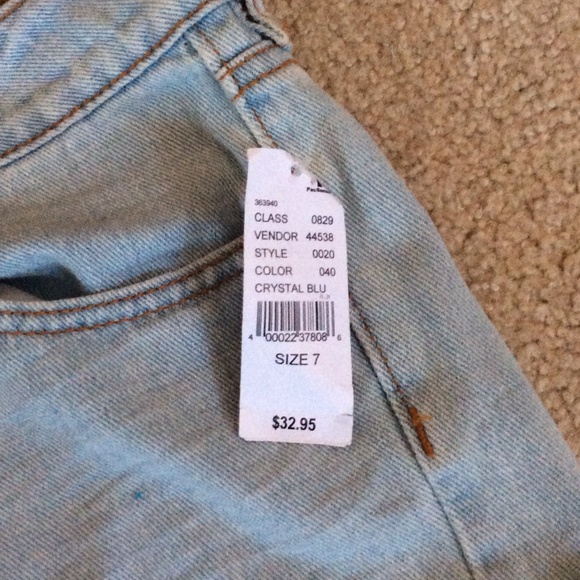 363940
CLASS 0829
VENDOR 44538
STYLE 0020
COLOR 040
CRYSTAL BLU
4 00022 37808 6
SIZE 7
$32.95